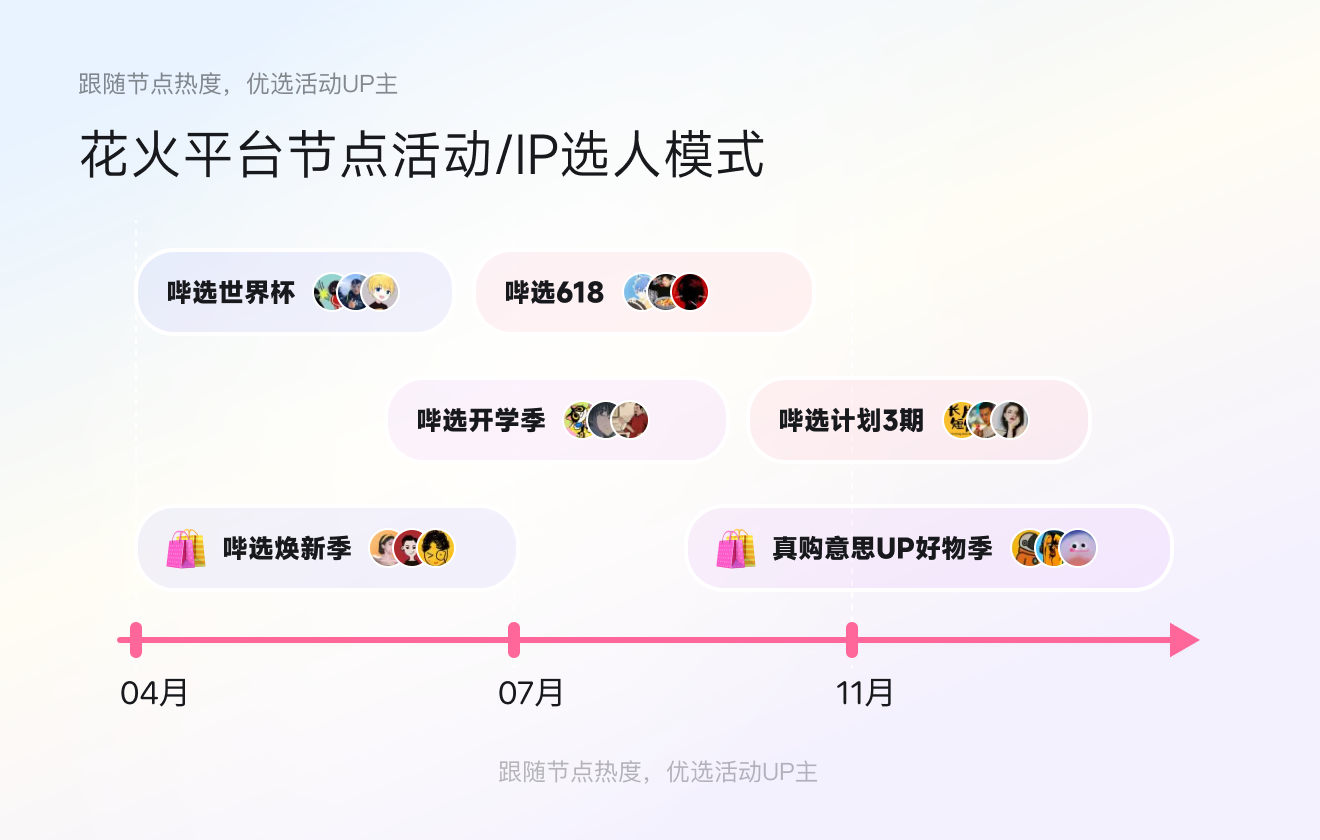 跟随节点热度，优选活动UP主
花火平台节点活动/IP选人模式
哔选世界杯
哔选618
哔选开学季
哔选计划3期
哔选焕新季
真购意思UP好物季
04月
07月
11月
跟随节点热度，优选活动UP主